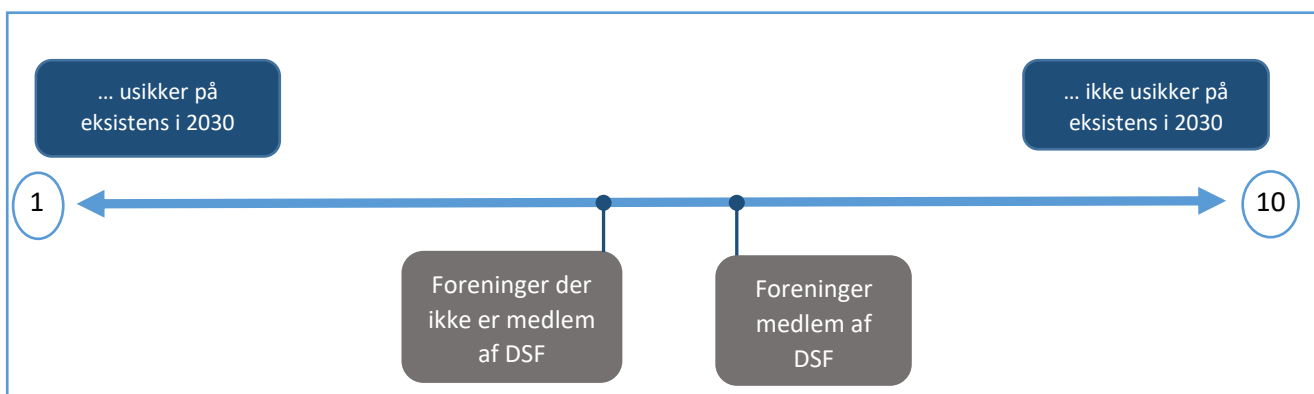 … usikker på
eksistens i 2030
… ikke usikker på
eksistens i 2030
1
10
Foreninger der
ikke er medlem
af DSF
Foreninger
medlem af
DSF